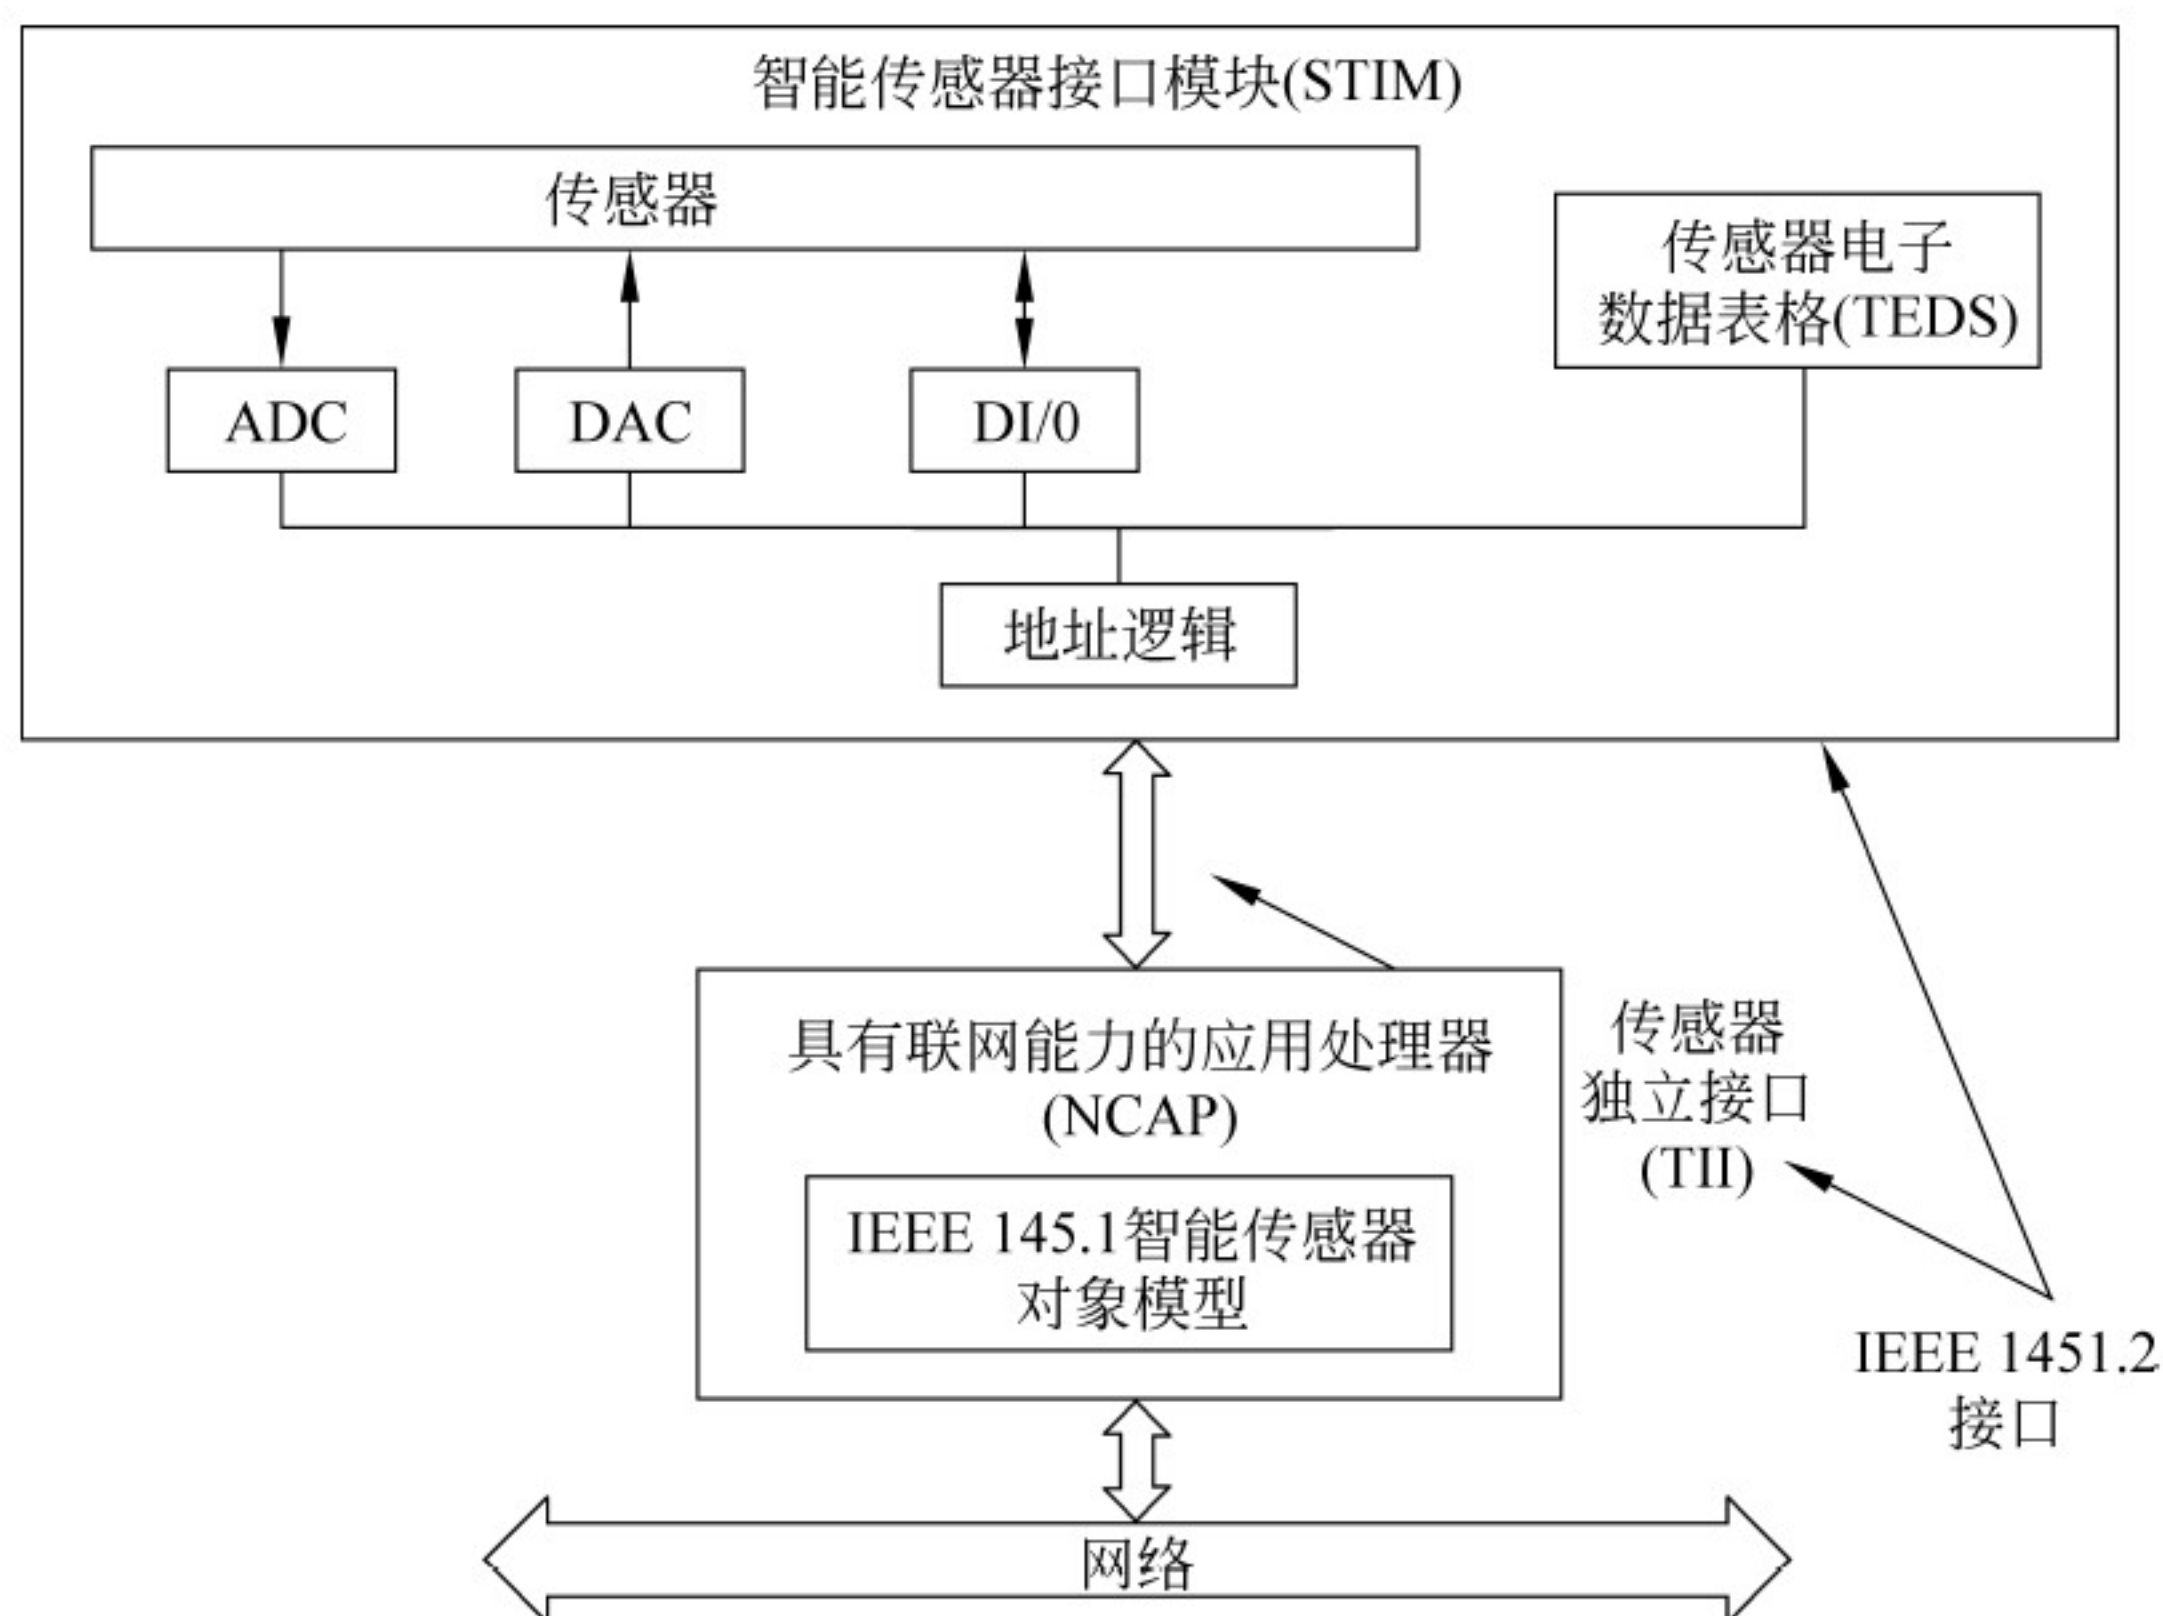 智能传感器接口模块(STIM)
传感器
传感器电子
数据表格(TEDS)
ADC
DAC
DI/0
地址逻辑
具有联网能力的应用处理器
(NCAP)
IEEE 145.1智能传感器
对象模型
传感器
独立接口
(TII)
IEEE 1451.2
接口
网络